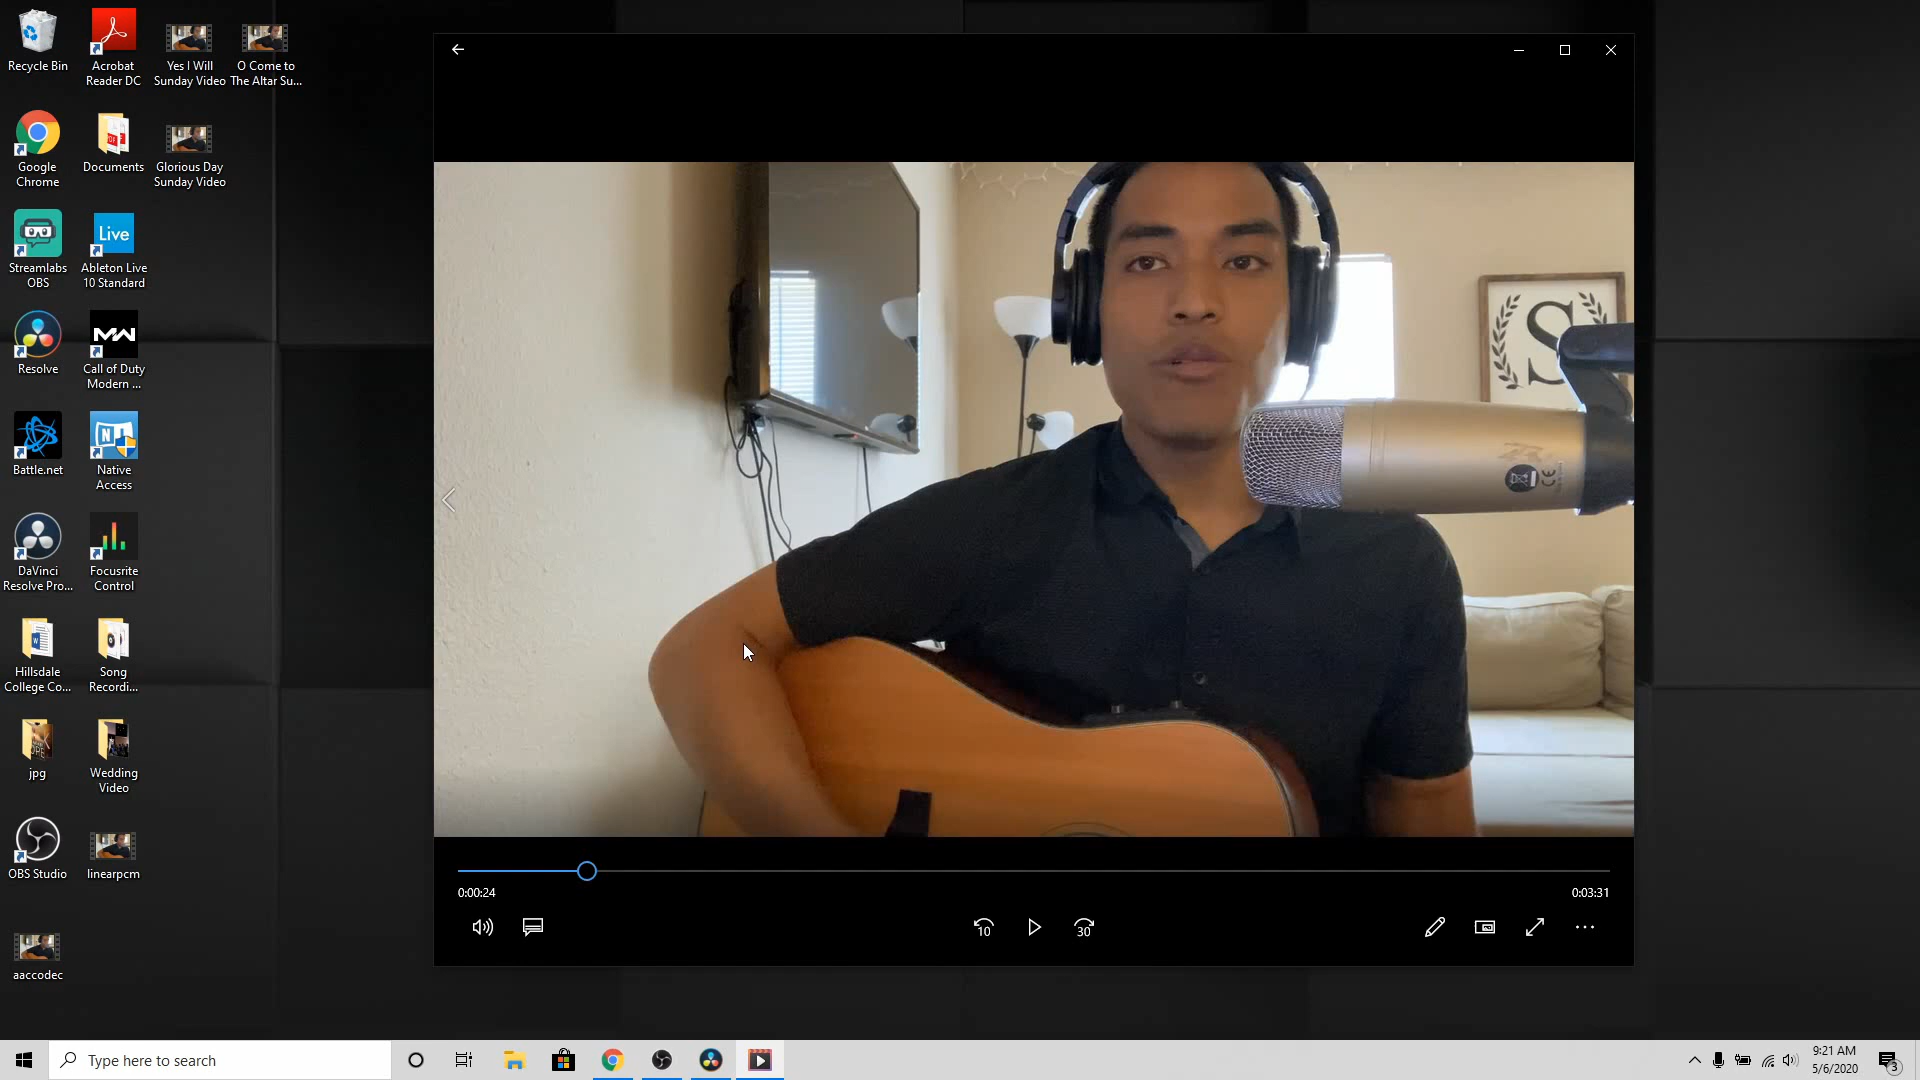 Recycle Bin
Acrobat
Reader DC
Yes I Will
Sunday Video
O Come to
The Altar Su...
Google
Chrome
Documents
Glorious Day
Sunday Video
Streamlabs
OBS
Live
Ableton Live
10 Standard
Resolve
MW
Call of Duty
Modern ...
Battle.net
Native
Access
DaVinci
Resolve Pro...
Focusrite
Control
Hillsdale
College Co...
Song
Recordi...
jpg
Wedding
Video
OBS Studio
linearpcm
aaccodec
S
CE
0:00:24
0:03:31
10
30
Type here to search
9:21 AM
5/6/2020
3